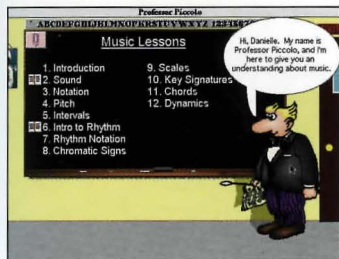 Professor Piccolo
Music Lessons
1. Introduction
2. Sound
3. Notation
4. Pitch
5. Intervals
6. Intro to Rhythm
7. Rhythm Notation
8. Chromatic Signs
9. Scales
10. Key Signatures
11. Chords
12. Dynamics
Hi, Danielle. My name is
Professor Piccolo, and I'm
here to give you an
understanding about music.